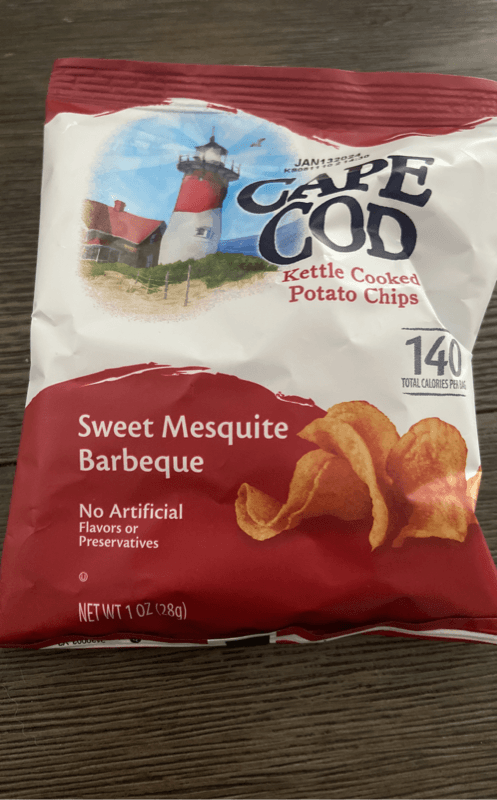 JAN132024
CAPE
COD
Kettle Cooked
Potato Chips
140
TOTAL CALORIES PER BAG
Sweet Mesquite
Barbeque
No Artificial
Flavors or
Preservatives
NET WT 1 OZ (28g)